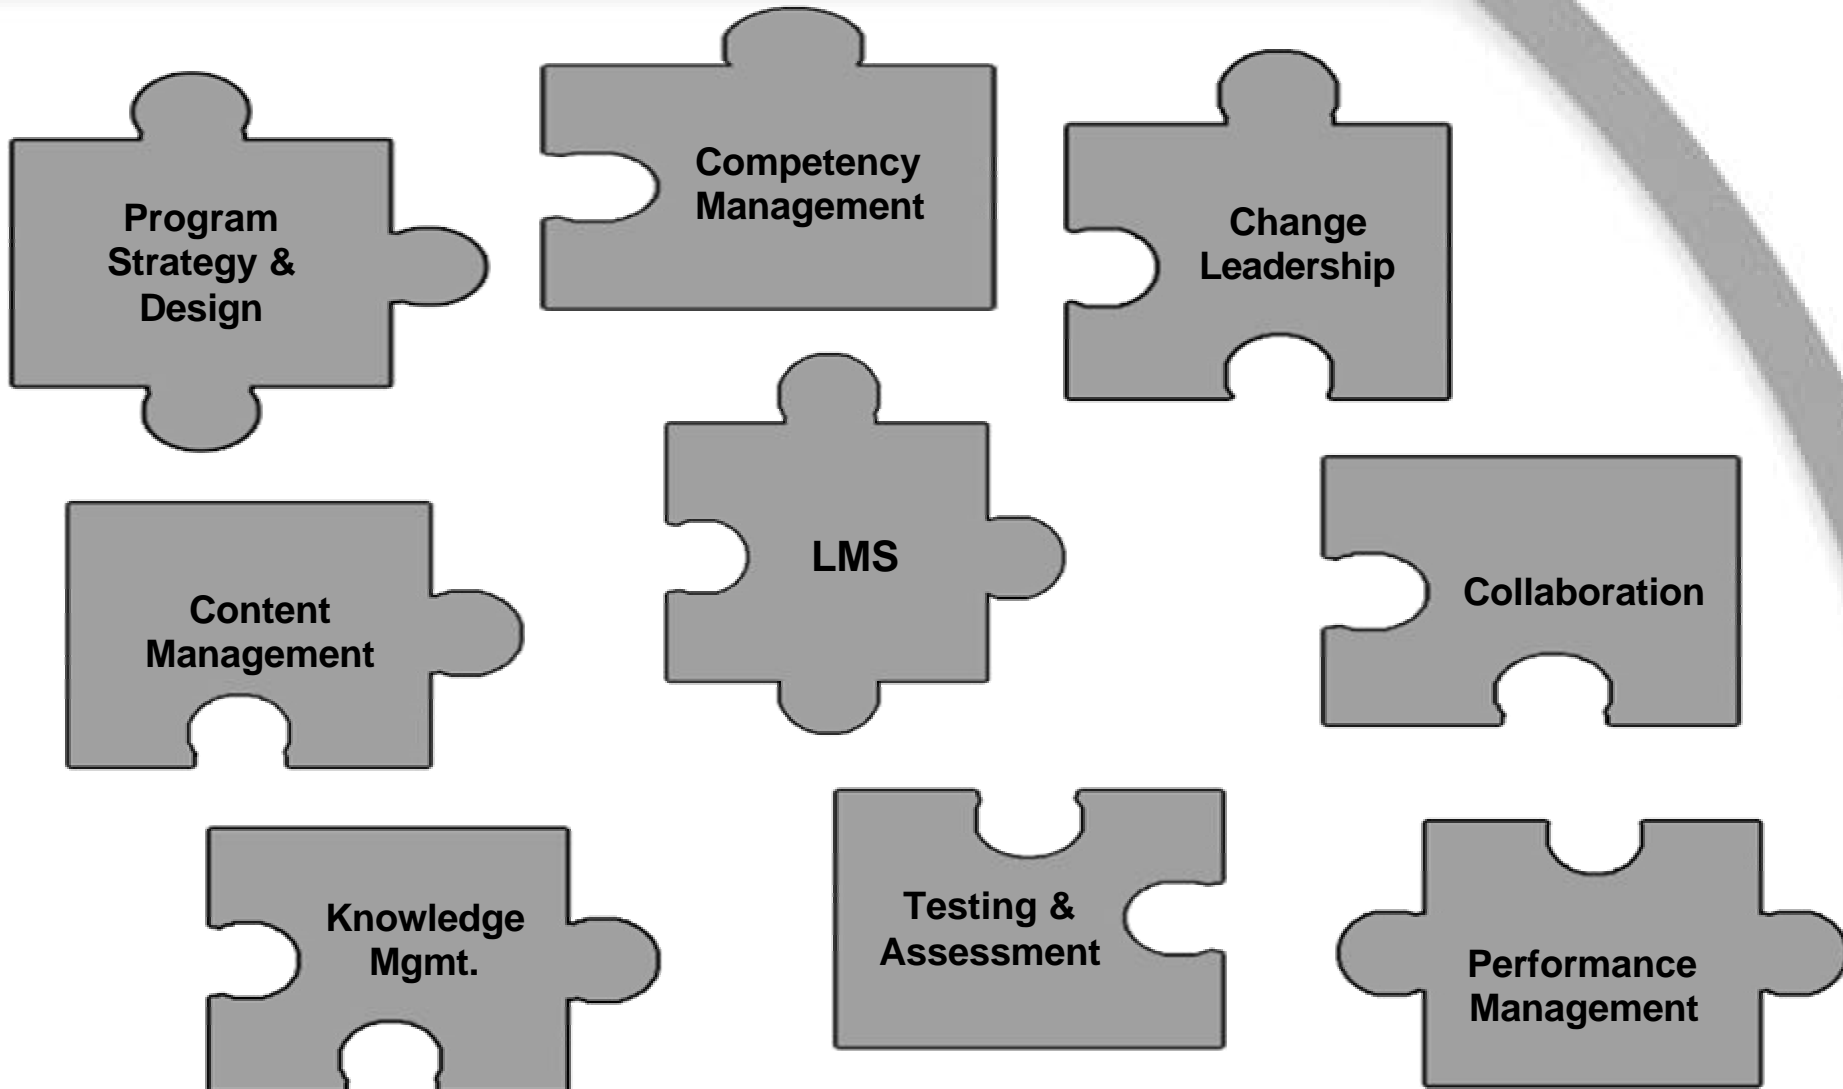 Program
Strategy &
Design
Competency
Management
Change
Leadership
Content
Management
LMS
Collaboration
Knowledge
Mgmt.
Testing &
Assessment
Performance
Management